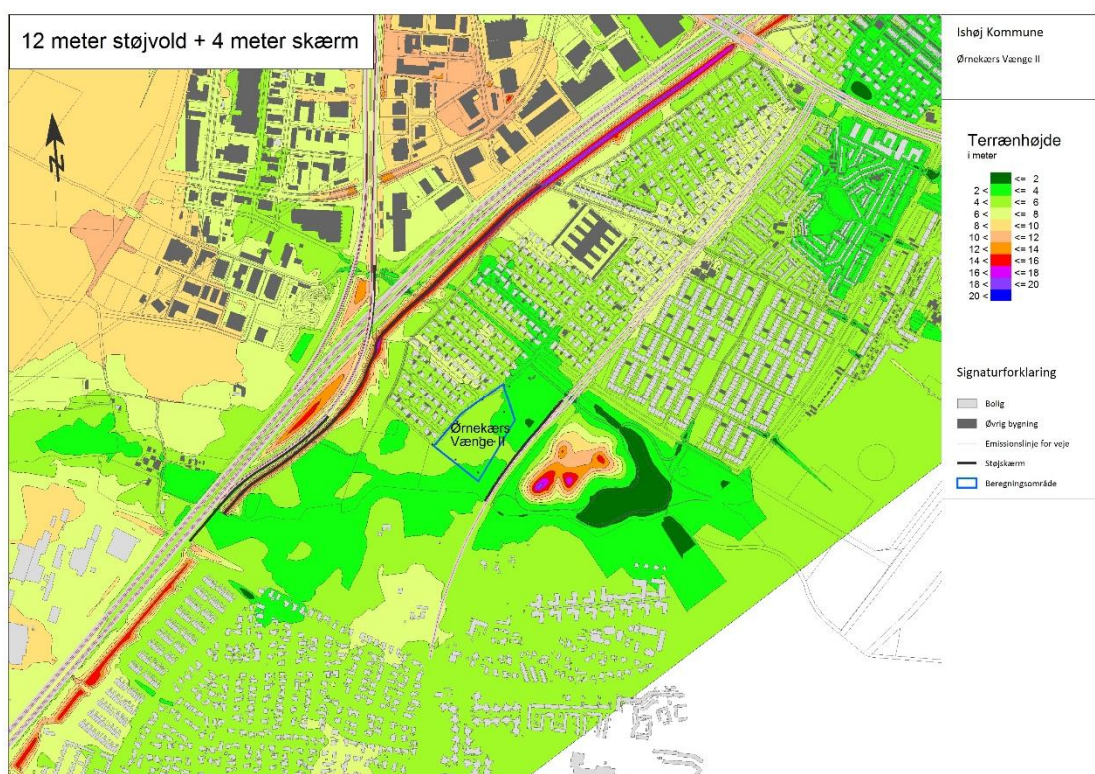 12 meter støjvold + 4 meter skærm
Ishøj Kommune
Ørnekærs Vænge II
N
Ørnekærs
Vænge II
Terrænhøjde
i meter
<= 2
2 < <= 4
4 < <= 6
6 < <= 8
8 < <= 10
10 < <= 12
12 < <= 14
14 < <= 16
16 < <= 18
18 < <= 20
20 <
Signaturforklaring
Bolig
Øvrig bygning
Emissionslinje for veje
Støjskærm
Beregningsområde